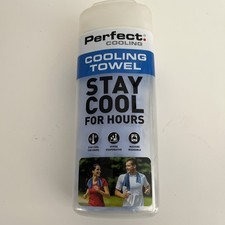 Perfect:
COOLING
COOLING
TOWEL
STAY
COOL
FOR HOURS